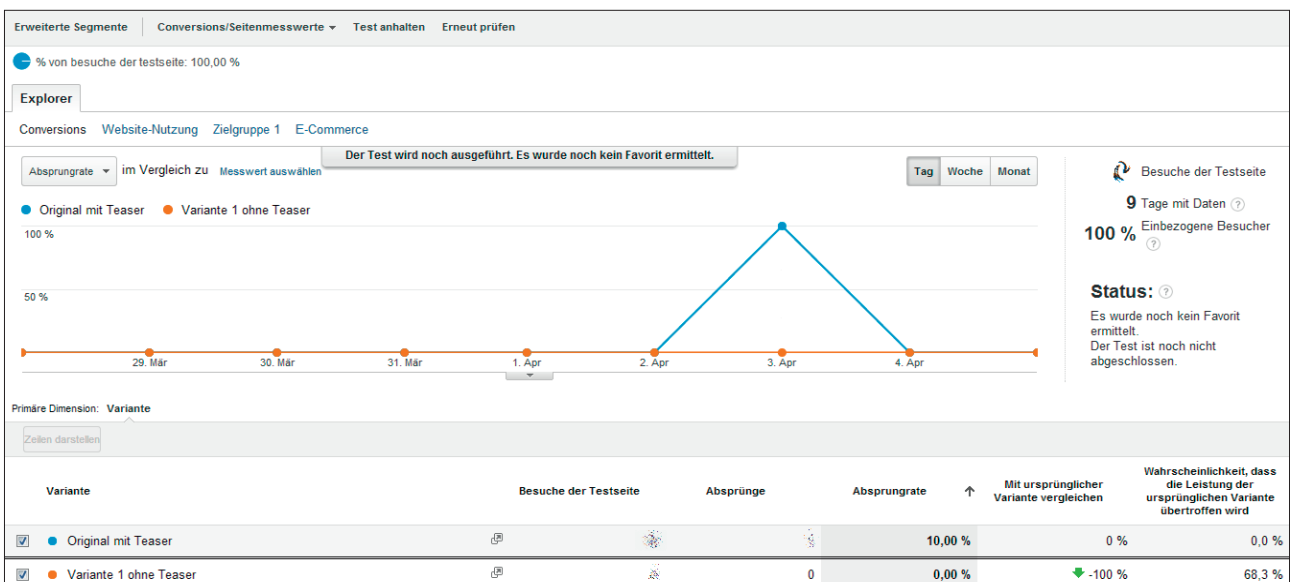 Erweiterte Segmente Conversions/Seitenmesswerte Test anhalten Erneut prüfen
% von besuche der testseite: 100,00 %
Explorer
Conversions Website-Nutzung Zielgruppe 1 E-Commerce
Der Test wird noch ausgeführt. Es wurde noch kein Favorit ermittelt.
Absprungrate im Vergleich zu Messwert auswählen
Tag Woche Monat
Original mit Teaser Variante 1 ohne Teaser
100 %
50 %
29. Mär 30. Mär 31. Mär 1. Apr 2. Apr 3. Apr 4. Apr
Besuche der Testseite
9 Tage mit Daten ?
100 % Einbezogene Besucher
?
Status: ?
Es wurde noch kein Favorit
ermittelt.
Der Test ist noch nicht
abgeschlossen.
Primäre Dimension: Variante
Zeilen darstellen
Variante
Besuche der Testseite
Absprünge
Absprungrate
Mit ursprünglicher
Variante vergleichen
Wahrscheinlichkeit, dass
die Leistung der
ursprünglichen Variante
übertroffen wird
Original mit Teaser 10,00 % 0 % 0,0 %
Variante 1 ohne Teaser 0 0,00 % -100 % 68,3 %